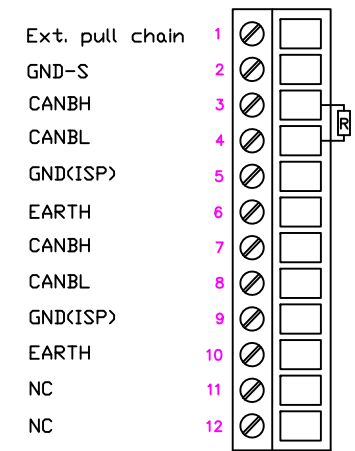 Ext. pull chain 1
GND-S 2
CANBH 3
CANBL 4
R
GND(ISP) 5
EARTH 6
CANBH 7
CANBL 8
GND(ISP) 9
EARTH 10
NC 11
NC 12